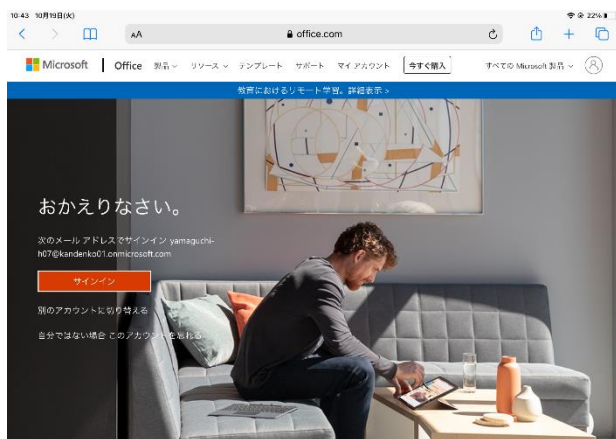 10:43 10月19日(火) 22%
AA office.com
Microsoft Office 製品 リソース テンプレート サポート マイ アカウント 今すぐ購入 すべての Microsoft 製品
教育におけるリモート学習。詳細表示 >
おかえりなさい。
次のメール アドレスでサインイン yamaguchi-
h07@kandenko01.onmicrosoft.com
サインイン
別のアカウントに切り替える
自分ではない場合 このアカウントを忘れる